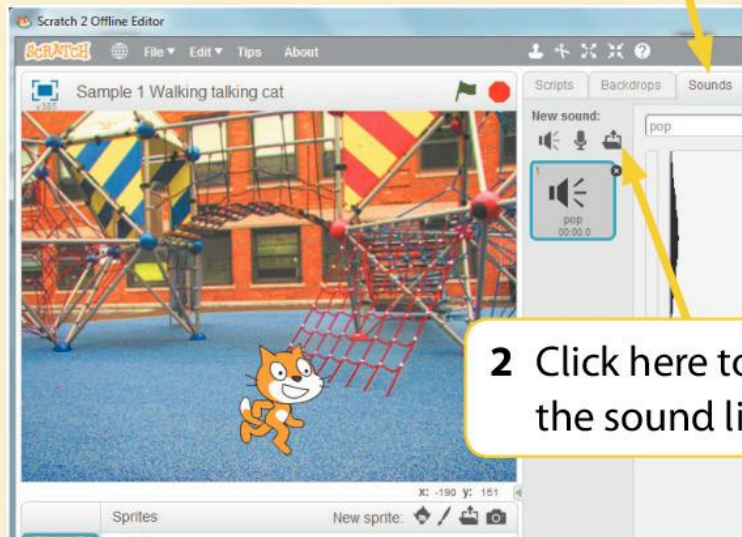 Scratch 2 Offline Editor
SCRATCH File Edit Tips About
v385 Sample 1 Walking talking cat
Scripts Backdrops Sounds
New sound:
pop
1
pop
00:00.0
2 Click here to
the sound li
X: -190 y: 151
Sprites New sprite: